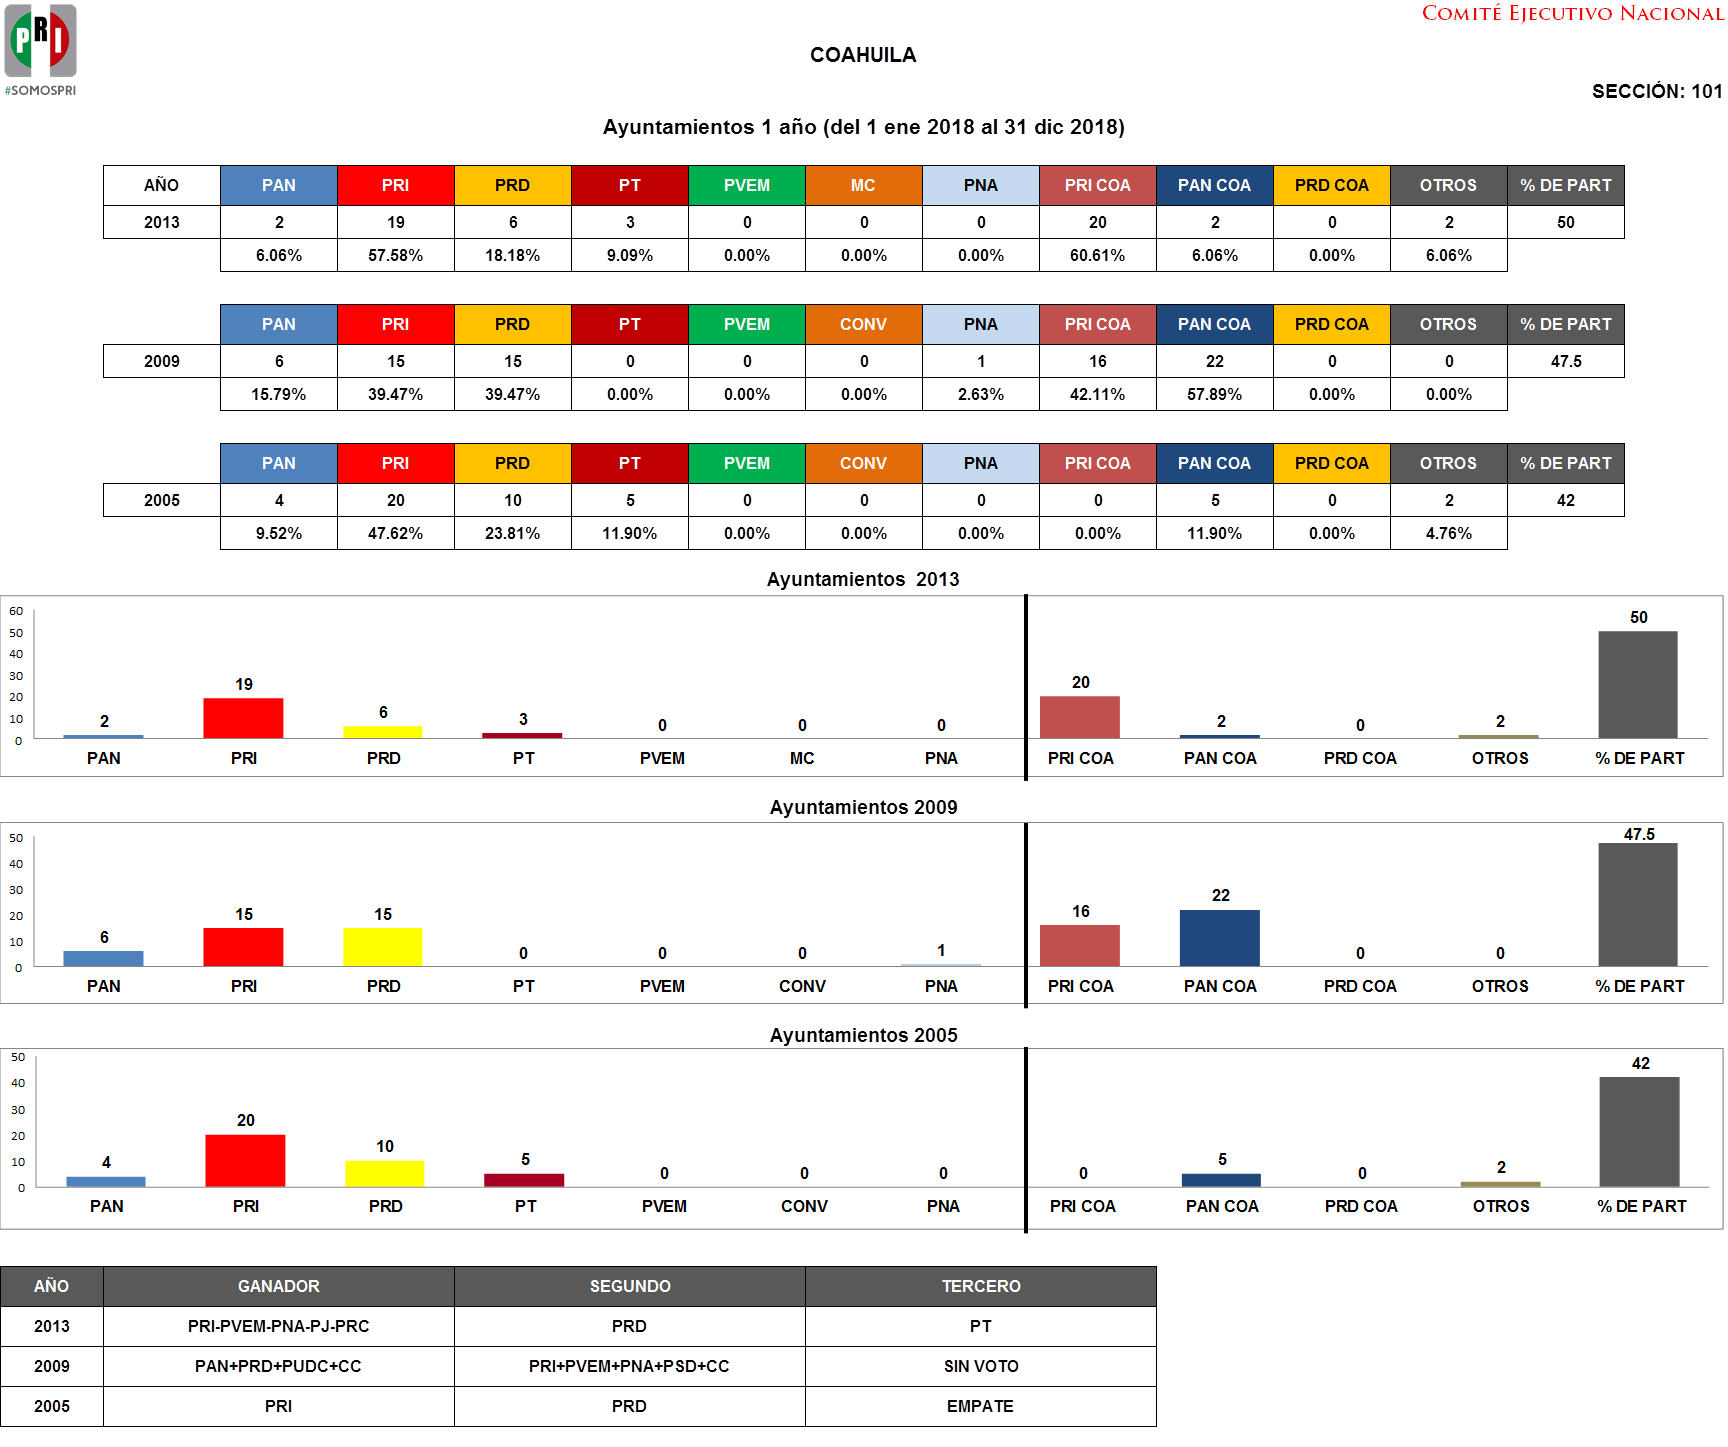 PRI
#SOMOSPRI
COMITÉ EJECUTIVO NACIONAL
COAHUILA
SECCIÓN: 101
Ayuntamientos 1 año (del 1 ene 2018 al 31 dic 2018)
AÑO PAN PRI PRD PT PVEM MC PNA PRI COA PAN COA PRD COA OTROS % DE PART
2013 2 19 6 3 0 0 0 20 2 0 2 50
6.06% 57.58% 18.18% 9.09% 0.00% 0.00% 0.00% 60.61% 6.06% 0.00% 6.06%
PAN PRI PRD PT PVEM CONV PNA PRI COA PAN COA PRD COA OTROS % DE PART
2009 6 15 15 0 0 0 1 16 22 0 0 47.5
15.79% 39.47% 39.47% 0.00% 0.00% 0.00% 2.63% 42.11% 57.89% 0.00% 0.00%
PAN PRI PRD PT PVEM CONV PNA PRI COA PAN COA PRD COA OTROS % DE PART
2005 4 20 10 5 0 0 0 0 5 0 2 42
9.52% 47.62% 23.81% 11.90% 0.00% 0.00% 0.00% 0.00% 11.90% 0.00% 4.76%
Ayuntamientos 2013
60
50
40
30
20
10
0
2 19 6 3 0 0 0 20 2 0 2 50
PAN PRI PRD PT PVEM MC PNA PRI COA PAN COA PRD COA OTROS % DE PART
Ayuntamientos 2009
50
40
30
20
10
0
6 15 15 0 0 0 1 16 22 0 0 47.5
PAN PRI PRD PT PVEM CONV PNA PRI COA PAN COA PRD COA OTROS % DE PART
Ayuntamientos 2005
50
40
30
20
10
0
4 20 10 5 0 0 0 0 5 0 2 42
PAN PRI PRD PT PVEM CONV PNA PRI COA PAN COA PRD COA OTROS % DE PART
AÑO GANADOR SEGUNDO TERCERO
2013 PRI-PVEM-PNA-PJ-PRC PRD PT
2009 PAN+PRD+PUDC+CC PRI+PVEM+PNA+PSD+CC SIN VOTO
2005 PRI PRD EMPATE